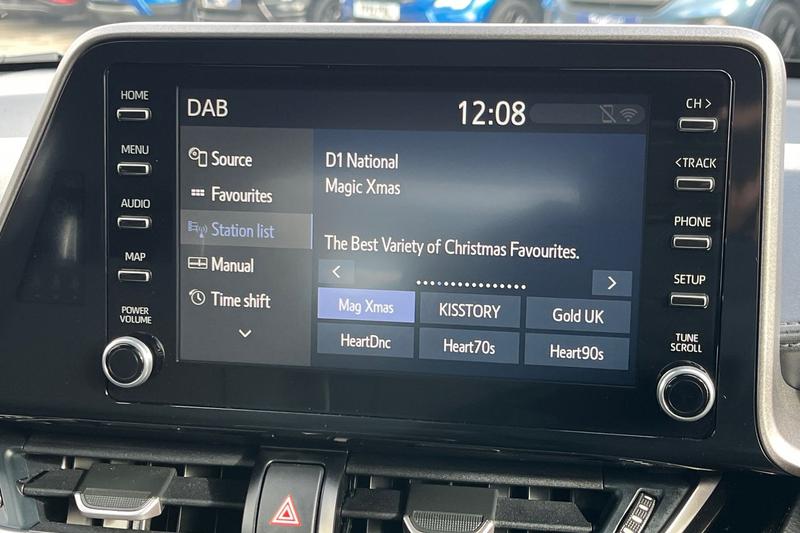 HOME
MENU
AUDIO
MAP
POWER
VOLUME
DAB
12:08
Source
Favourites
Station list
Manual
Time shift
D1 National
Magic Xmas
The Best Variety of Christmas Favourites.
Mag Xmas
KISSTORY
Gold UK
HeartDnc
Heart70s
Heart90s
CH >
< TRACK
PHONE
SETUP
TUNE
SCROLL